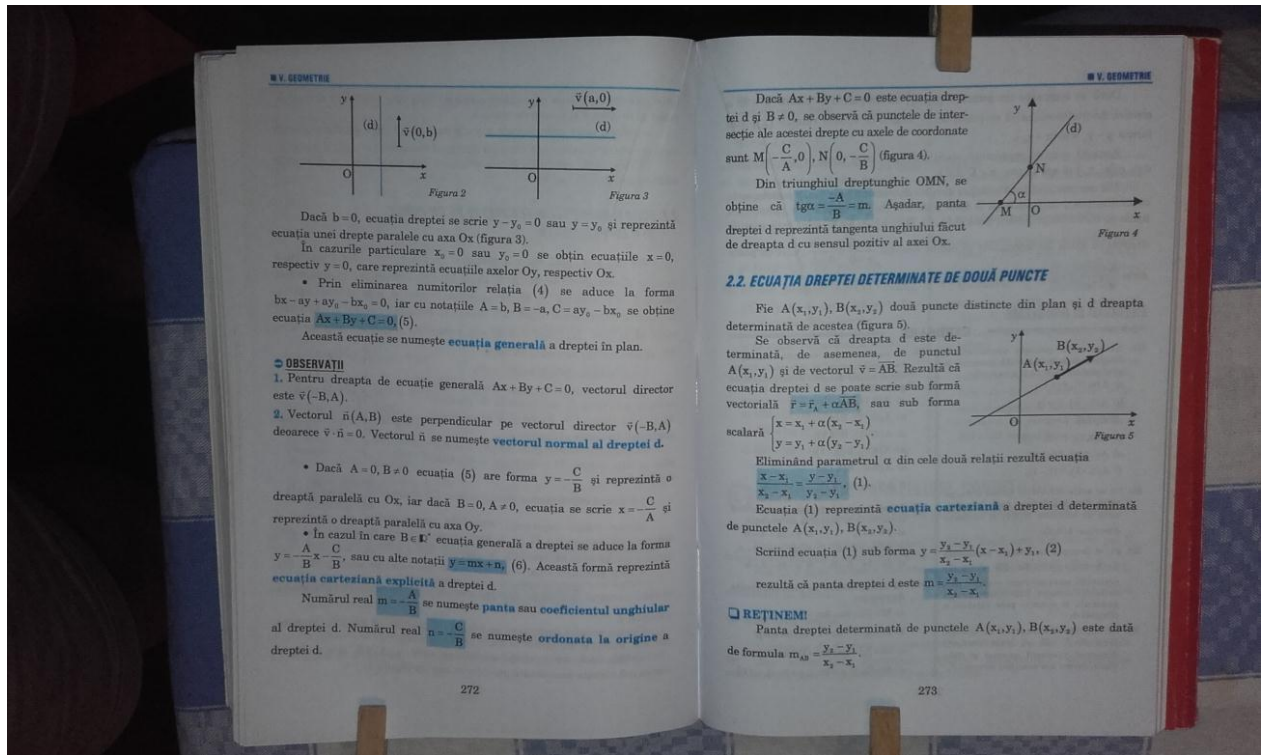 V. GEOMETRIE
y
(d)
v̄(0,b)
O
x
Figura 2
y
v̄(a,0)
(d)
O
x
Figura 3
Dacă b = 0, ecuația dreptei se scrie y − y₀ = 0 sau y = y₀ și reprezintă
ecuația unei drepte paralele cu axa Ox (figura 3).
În cazurile particulare x₀ = 0 sau y₀ = 0 se obțin ecuațiile x = 0,
respectiv y = 0, care reprezintă ecuațiile axelor Oy, respectiv Ox.
• Prin eliminarea numitorilor relația (4) se aduce la forma
bx − ay + ay₀ − bx₀ = 0, iar cu notațiile A = b, B = −a, C = ay₀ − bx₀ se obține
ecuația Ax + By + C = 0, (5).
Această ecuație se numește ecuația generală a dreptei în plan.
OBSERVAȚII
1. Pentru dreapta de ecuație generală Ax + By + C = 0, vectorul director
este v̄(−B,A).
2. Vectorul n̄(A,B) este perpendicular pe vectorul director v̄(−B,A)
deoarece v̄ · n̄ = 0. Vectorul n̄ se numește vectorul normal al dreptei d.
• Dacă A = 0, B ≠ 0 ecuația (5) are forma y = −C/B și reprezintă o
dreaptă paralelă cu Ox, iar dacă B = 0, A ≠ 0, ecuația se scrie x = −C/A și
reprezintă o dreaptă paralelă cu axa Oy.
• În cazul în care B ∈ ℝ* ecuația generală a dreptei se aduce la forma
y = −A/B x − C/B, sau cu alte notații y = mx + n, (6). Această formă reprezintă
ecuația carteziană explicită a dreptei d.
Numărul real m = −A/B se numește panta sau coeficientul unghiular
al dreptei d. Numărul real n = −C/B se numește ordonata la origine a
dreptei d.
272
V. GEOMETRIE
Dacă Ax + By + C = 0 este ecuația drep-
tei d și B ≠ 0, se observă că punctele de inter-
secție ale acestei drepte cu axele de coordonate
sunt M(−C/A, 0), N(0, −C/B) (figura 4).
Din triunghiul dreptunghic OMN, se
obține că tgα = −A/B = m. Așadar, panta
dreptei d reprezintă tangenta unghiului făcut
de dreapta d cu sensul pozitiv al axei Ox.
y
(d)
N
α
M
O
x
Figura 4
2.2. ECUAȚIA DREPTEI DETERMINATE DE DOUĂ PUNCTE
Fie A(x₁,y₁), B(x₂,y₂) două puncte distincte din plan și d dreapta
determinată de acestea (figura 5).
Se observă că dreapta d este de-
terminată, de asemenea, de punctul
A(x₁,y₁) și de vectorul v̄ = AB. Rezultă că
ecuația dreptei d se poate scrie sub formă
vectorială r̄ = r̄_A + αAB, sau sub forma
scalară {x = x₁ + α(x₂ − x₁)
y = y₁ + α(y₂ − y₁).
y
B(x₂,y₂)
A(x₁,y₁)
O
x
Figura 5
Eliminând parametrul α din cele două relații rezultă ecuația
(x − x₁)/(x₂ − x₁) = (y − y₁)/(y₂ − y₁), (1).
Ecuația (1) reprezintă ecuația carteziană a dreptei d determinată
de punctele A(x₁,y₁), B(x₂,y₂).
Scriind ecuația (1) sub forma y = (y₂ − y₁)/(x₂ − x₁)(x − x₁) + y₁, (2)
rezultă că panta dreptei d este m = (y₂ − y₁)/(x₂ − x₁).
REȚINEM!
Panta dreptei determinată de punctele A(x₁,y₁), B(x₂,y₂) este dată
de formula m_AB = (y₂ − y₁)/(x₂ − x₁).
273